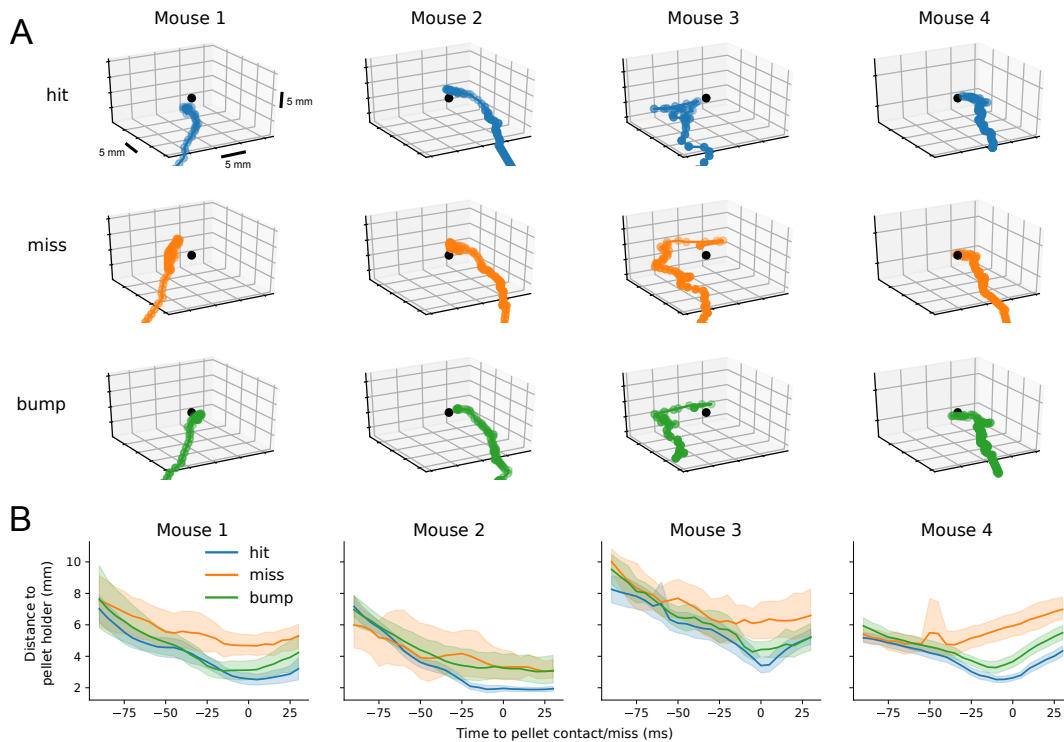 A
Mouse 1 Mouse 2 Mouse 3 Mouse 4
hit
5 mm
5 mm
5 mm
miss
bump
B
Mouse 1 Mouse 2 Mouse 3 Mouse 4
Distance to
pellet holder (mm)
10
8
6
4
2
hit
miss
bump
−75 −50 −25 0 25 −75 −50 −25 0 25 −75 −50 −25 0 25 −75 −50 −25 0 25
Time to pellet contact/miss (ms)